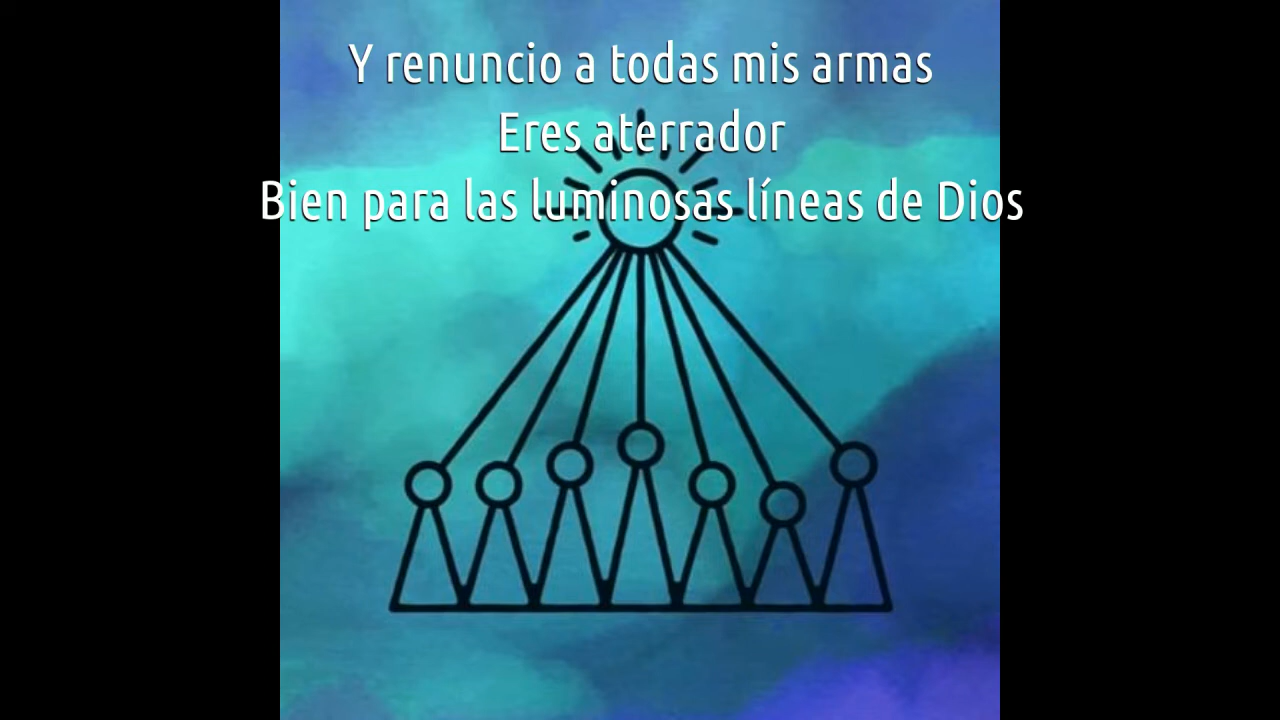 Y renuncio a todas mis armas
Eres aterrador
Bien para las luminosas líneas de Dios